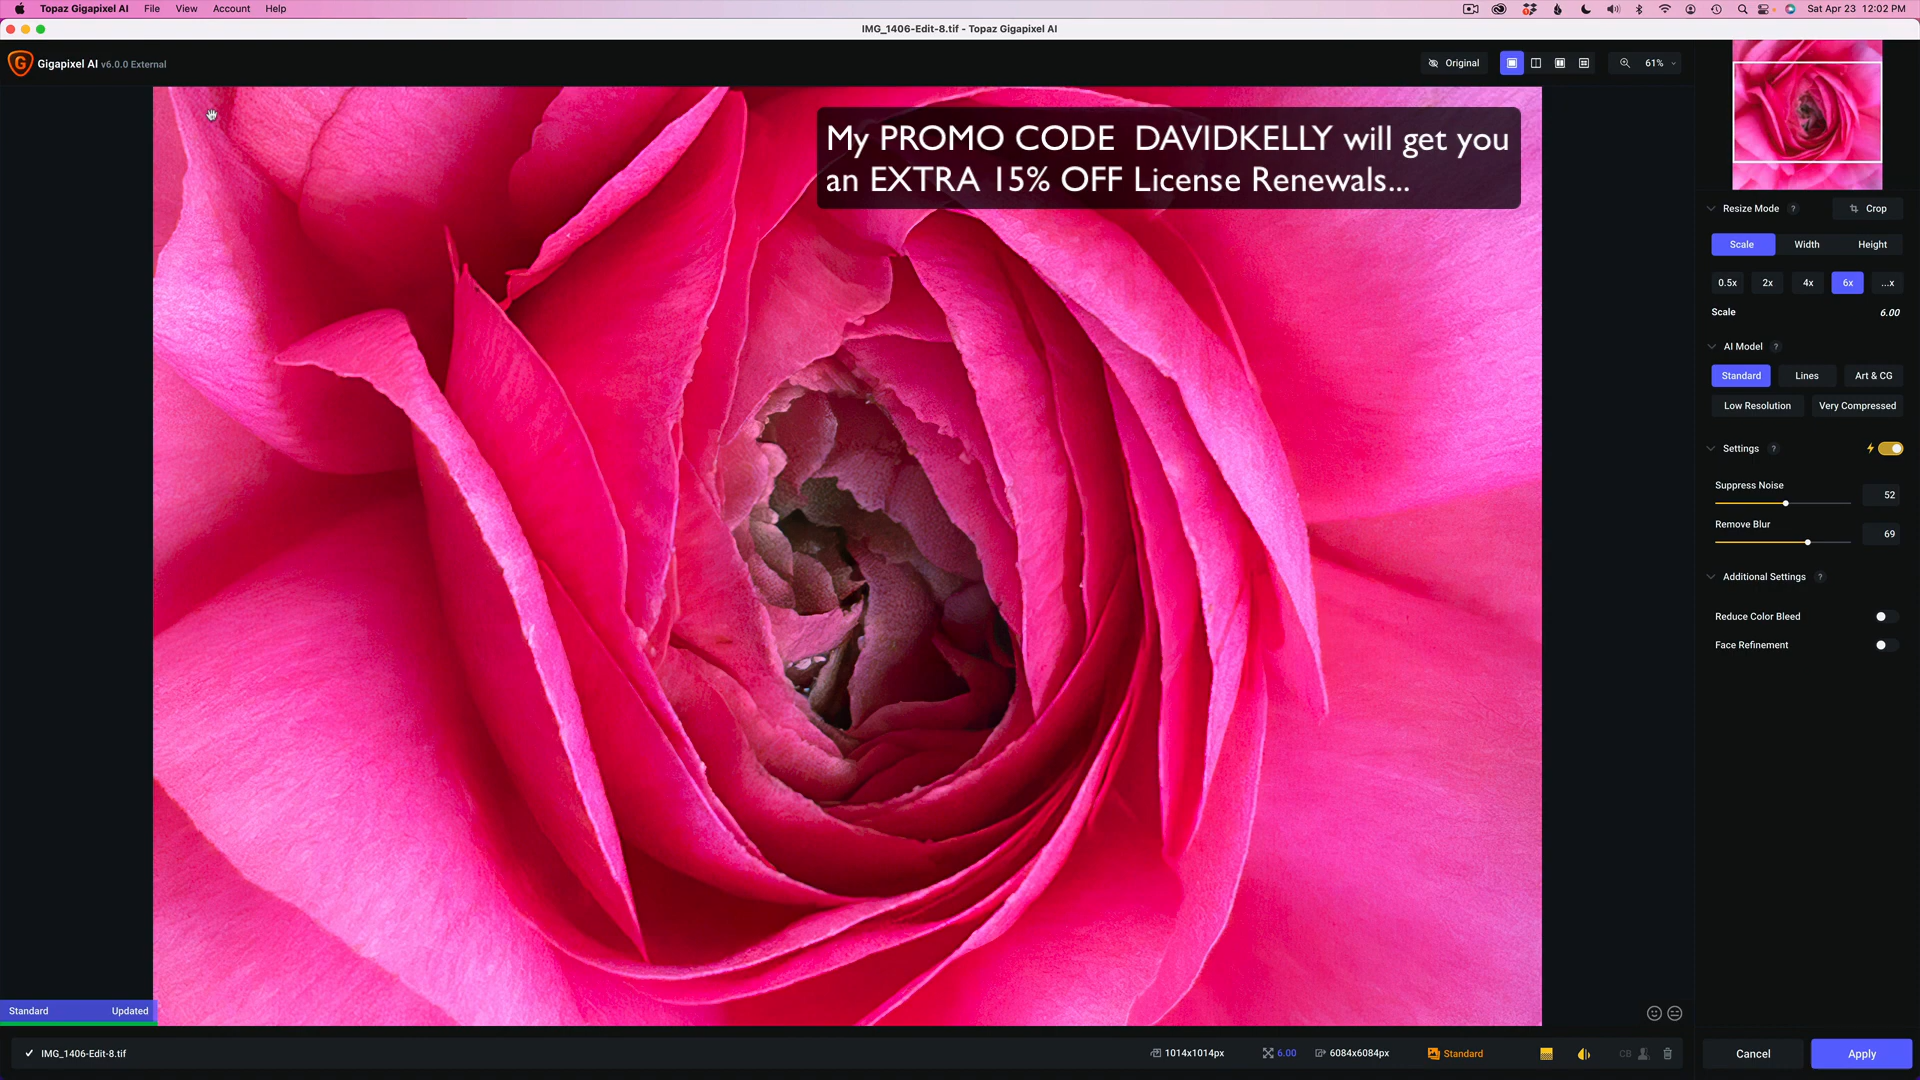 Topaz Gigapixel AI File View Account Help
Sat Apr 23 12:02 PM
IMG_1406-Edit-8.tif - Topaz Gigapixel AI
Gigapixel AI v6.0.0 External
Original
61%
My PROMO CODE DAVIDKELLY will get you
an EXTRA 15% OFF License Renewals...
Resize Mode ? Crop
Scale Width Height
0.5x 2x 4x 6x ...x
Scale 6.00
AI Model ?
Standard Lines Art & CG
Low Resolution Very Compressed
Settings ?
Suppress Noise
52
Remove Blur
69
Additional Settings ?
Reduce Color Bleed
Face Refinement
Standard Updated
IMG_1406-Edit-8.tif
1014x1014px 6.00 6084x6084px Standard CB
Cancel Apply